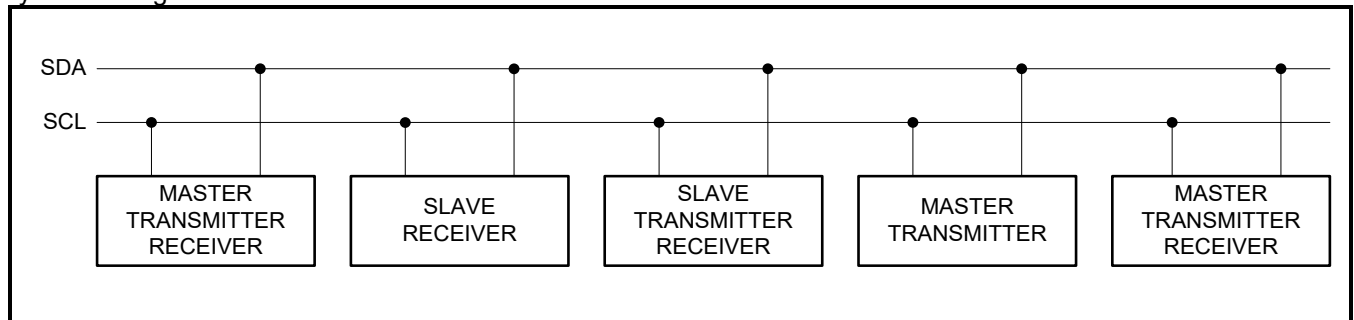 SDA
SCL
MASTER
TRANSMITTER
RECEIVER
SLAVE
RECEIVER
SLAVE
TRANSMITTER
RECEIVER
MASTER
TRANSMITTER
MASTER
TRANSMITTER
RECEIVER